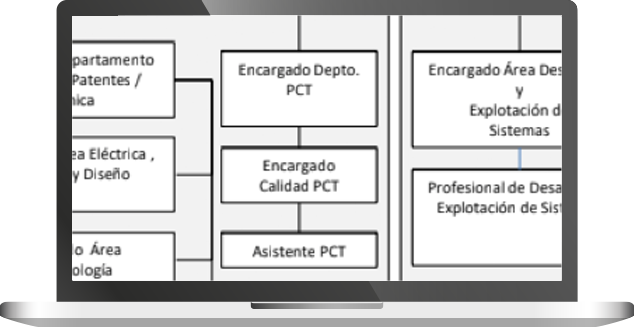 partamento
Patentes /
nica
ea Eléctrica ,
y Diseño
lo Área
ología
Encargado Depto.
PCT
Encargado
Calidad PCT
Asistente PCT
Encargado Área Des
y
Explotación d
Sistemas
Profesional de Desa
Explotación de Sist